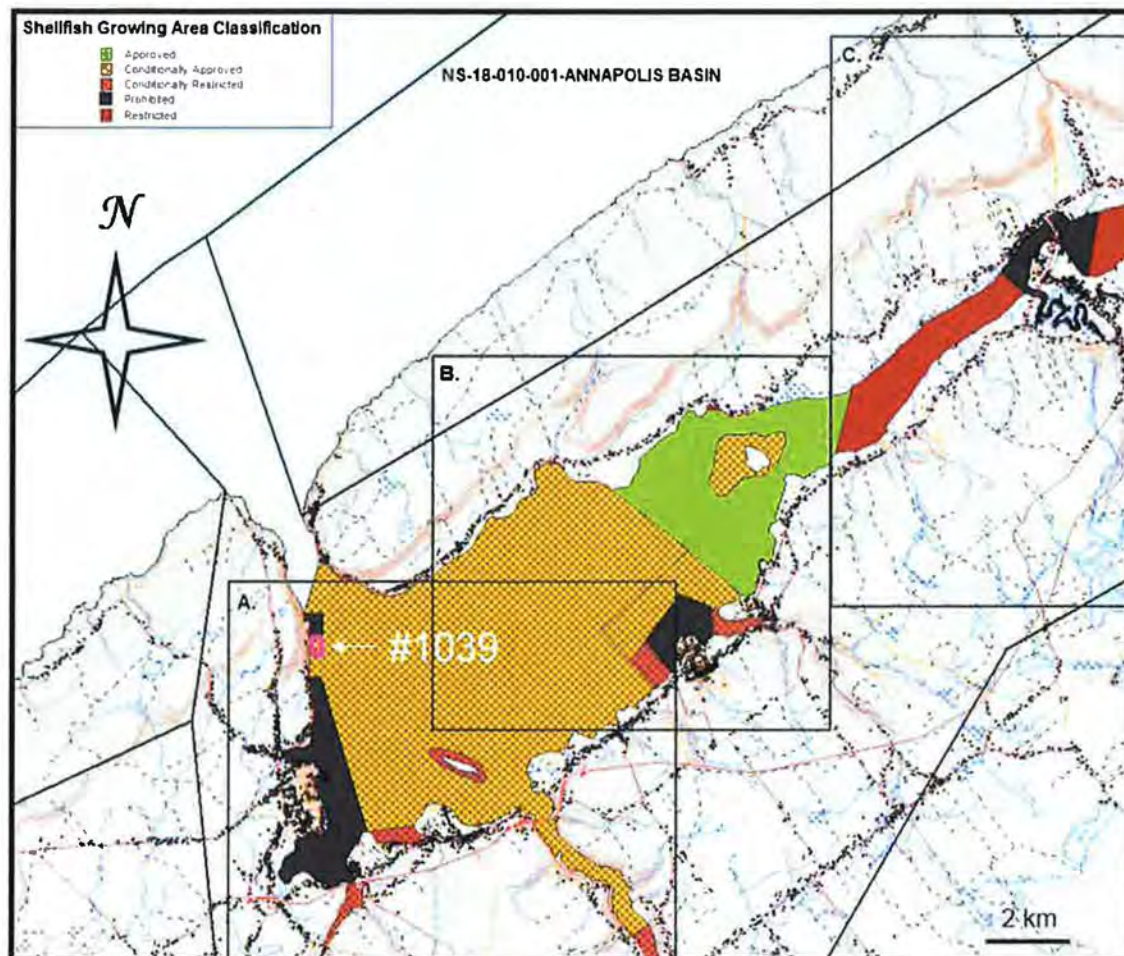 Shellfish Growing Area Classification
Approved
Conditionally Approved
Conditionally Restricted
Prohibited
Restricted
NS-18-010-001-ANNAPOLIS BASIN
C.
N
B.
A.
#1039
2 km